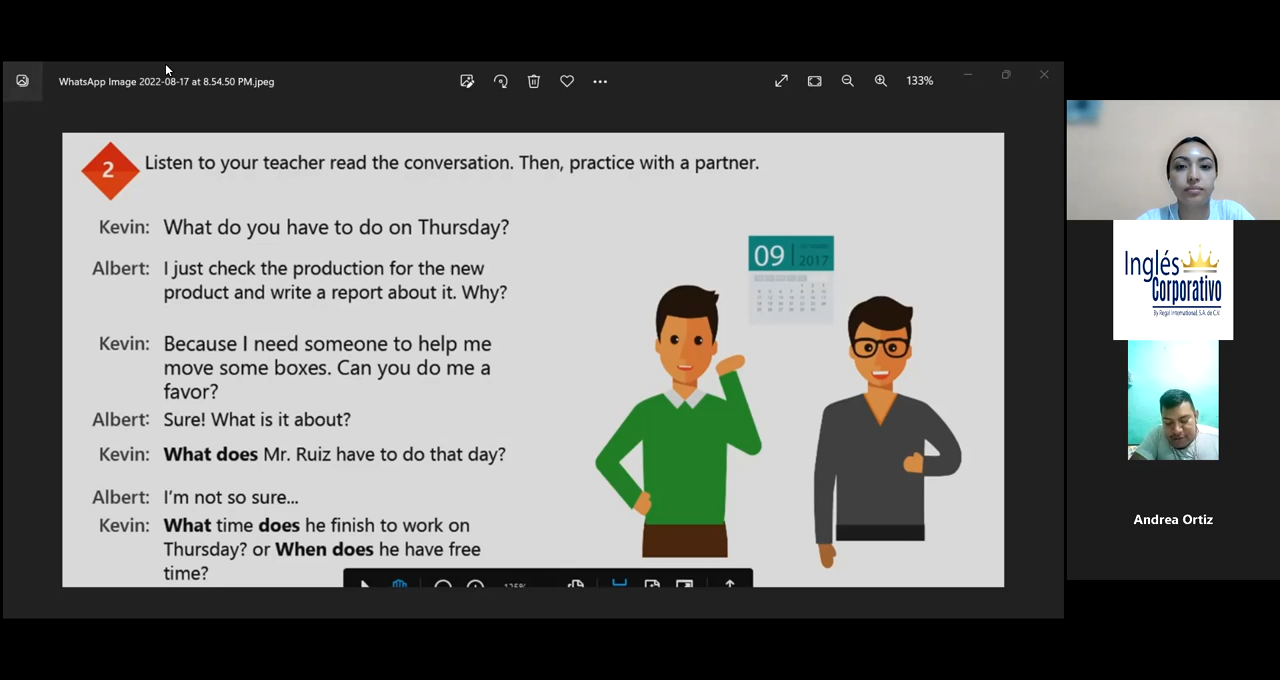 WhatsApp Image 2022-08-17 at 8.54.50 PM.jpeg
133%
2
Listen to your teacher read the conversation. Then, practice with a partner.
Kevin: What do you have to do on Thursday?
Albert: I just check the production for the new
product and write a report about it. Why?
Kevin: Because I need someone to help me
move some boxes. Can you do me a
favor?
Albert: Sure! What is it about?
Kevin: What does Mr. Ruiz have to do that day?
Albert: I'm not so sure...
Kevin: What time does he finish to work on
Thursday? or When does he have free
time?
09
2017
Inglés
Corporativo
By Regal International, S.A. de C.V.
Andrea Ortiz